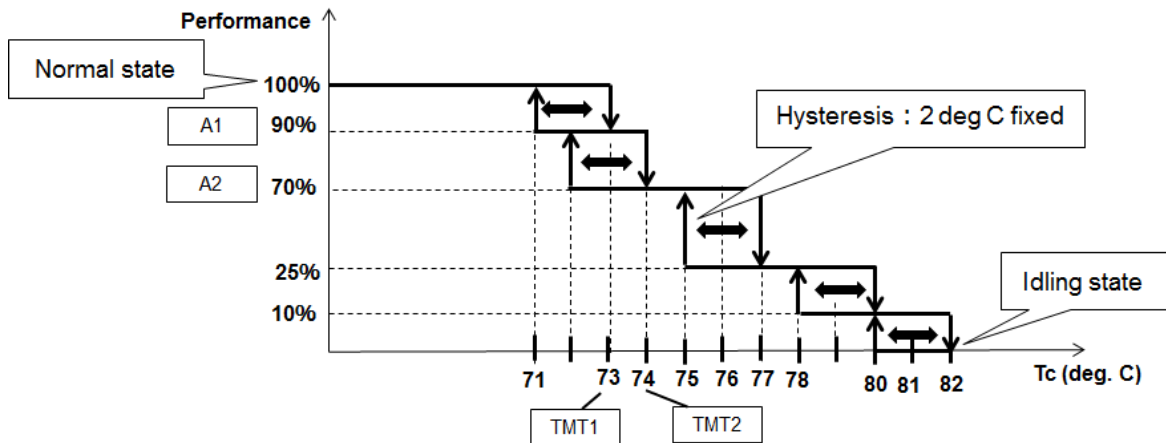 Performance
Normal state
100%
A1
90%
Hysteresis : 2 deg C fixed
A2
70%
25%
Idling state
10%
71
73
74
75
76
77
78
80
81
82
Tc (deg. C)
TMT1
TMT2